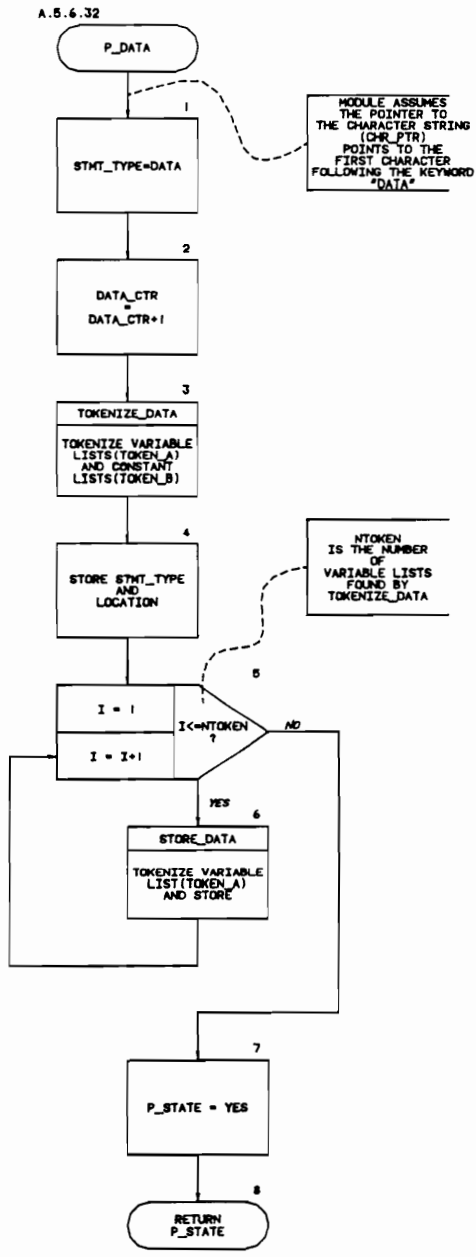 A.5.6.32
P_DATA
1
STMT_TYPE=DATA
MODULE ASSUMES
THE POINTER TO
THE CHARACTER STRING
(CHR_PTR)
POINTS TO THE
FIRST CHARACTER
FOLLOWING THE KEYWORD
"DATA"
2
DATA_CTR
=
DATA_CTR+1
3
TOKENIZE_DATA
TOKENIZE VARIABLE
LISTS(TOKEN_A)
AND CONSTANT
LISTS(TOKEN_B)
4
STORE STMT_TYPE
AND
LOCATION
NTOKEN
IS THE NUMBER
OF
VARIABLE LISTS
FOUND BY
TOKENIZE_DATA
5
I = 1
I = I+1
I<=NTOKEN
?
NO
YES
6
STORE_DATA
TOKENIZE VARIABLE
LIST(TOKEN_A)
AND STORE
7
P_STATE = YES
8
RETURN
P_STATE